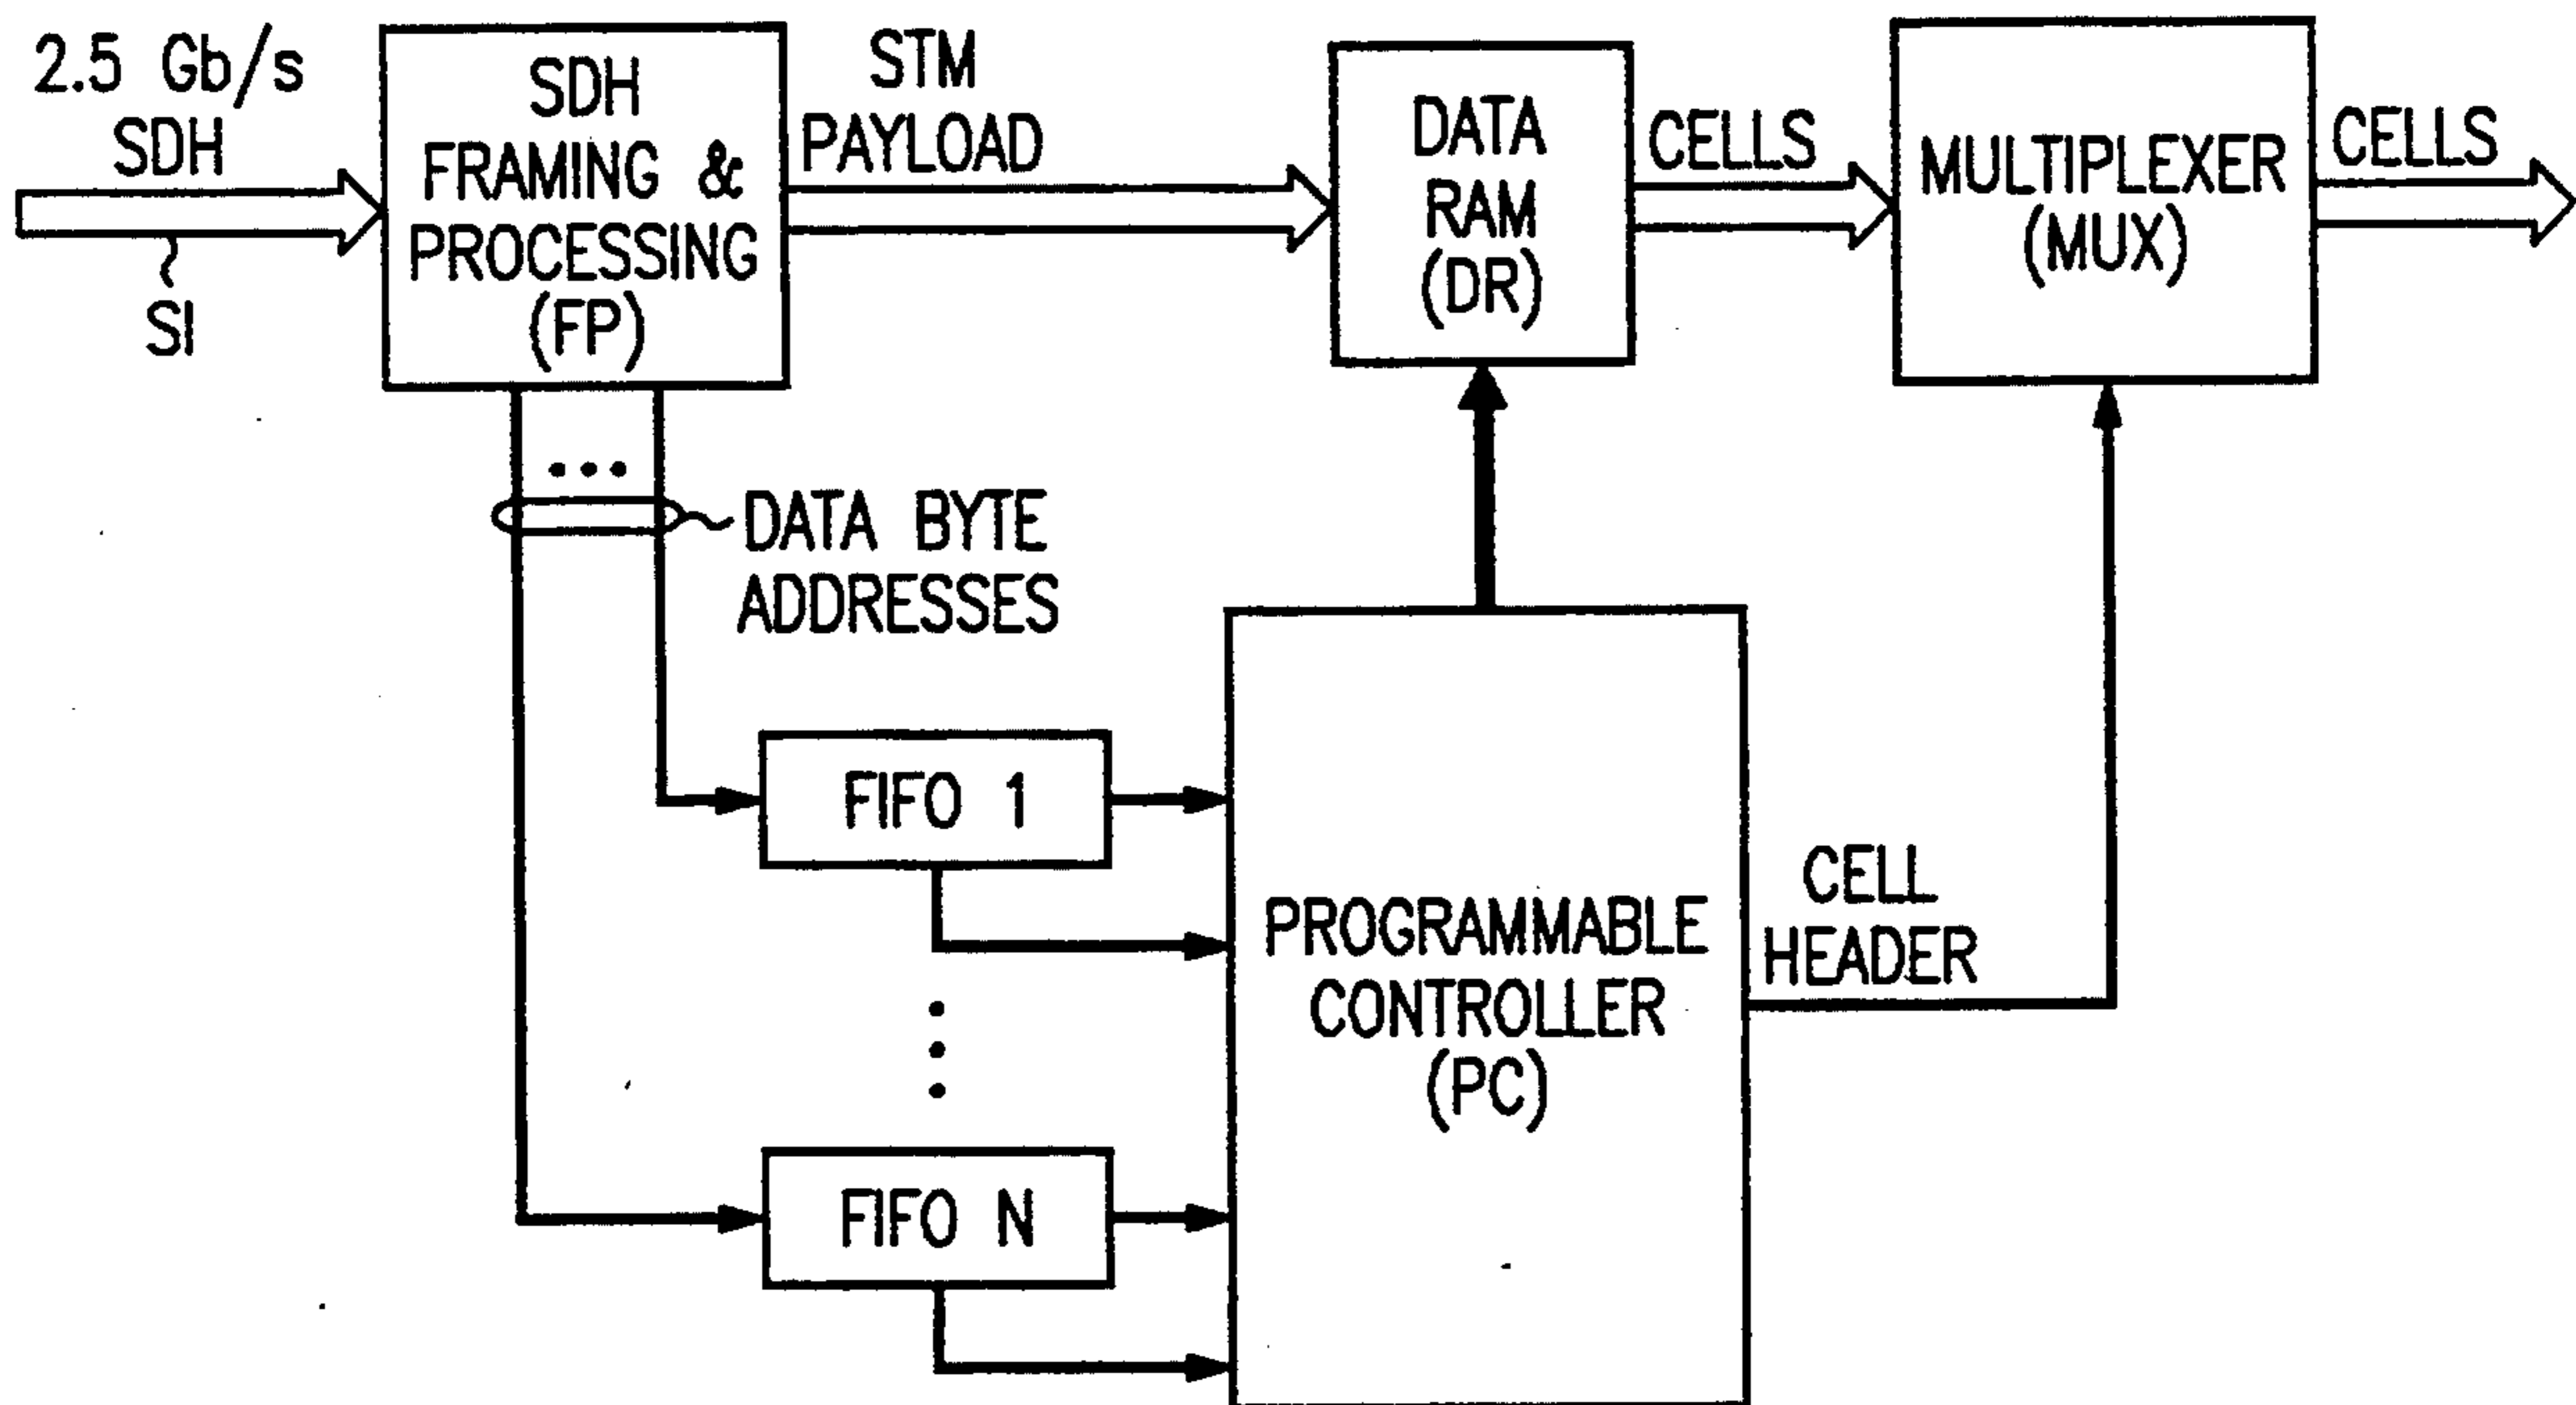 2.5 Gb/s
SDH
SI
SDH
FRAMING &
PROCESSING
(FP)
STM
PAYLOAD
DATA
RAM
(DR)
CELLS
MULTIPLEXER
(MUX)
CELLS
DATA BYTE
ADDRESSES
FIFO 1
FIFO N
PROGRAMMABLE
CONTROLLER
(PC)
CELL
HEADER